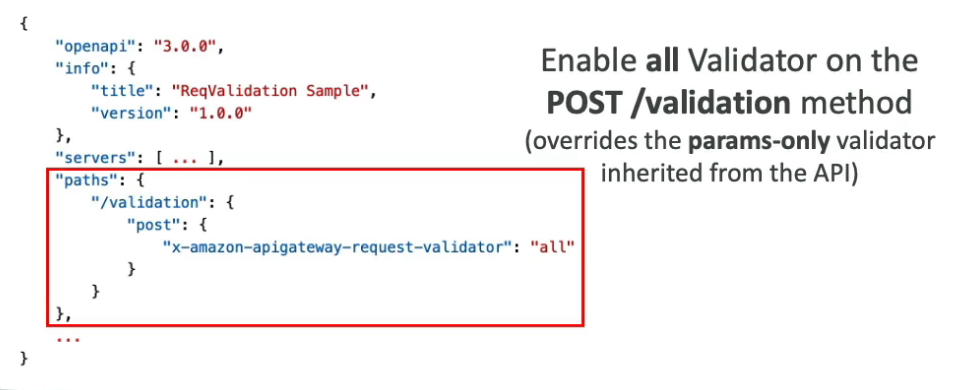 {
"openapi": "3.0.0",
"info": {
"title": "ReqValidation Sample",
"version": "1.0.0"
},
"servers": [ ... ],
"paths": {
"/validation": {
"post": {
"x-amazon-apigateway-request-validator": "all"
}
}
},
...
}
Enable all Validator on the
POST /validation method
(overrides the params-only validator
inherited from the API)